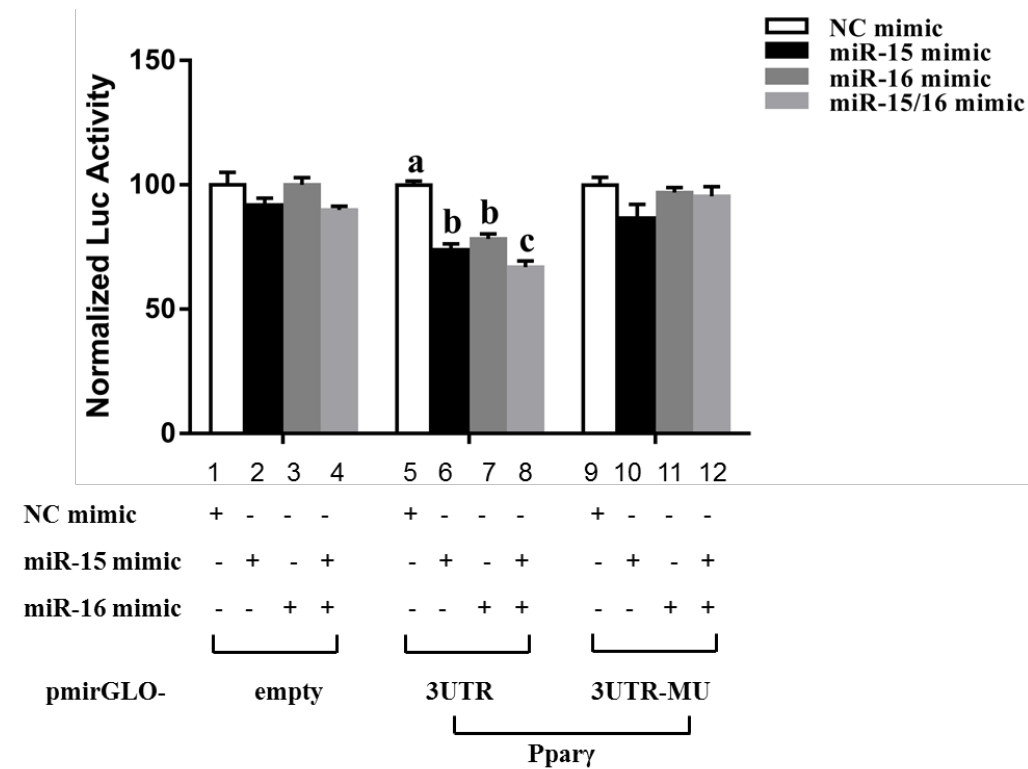 NC mimic
miR-15 mimic
miR-16 mimic
miR-15/16 mimic
Normalized Luc Activity
150
100
50
0
a
b
b
c
1 2 3 4 5 6 7 8 9 10 11 12
NC mimic + - - - + - - - + - - -
miR-15 mimic - + - + - + - + - + - +
miR-16 mimic - - + + - - + + - - + +
pmirGLO- empty 3UTR 3UTR-MU
Pparγ